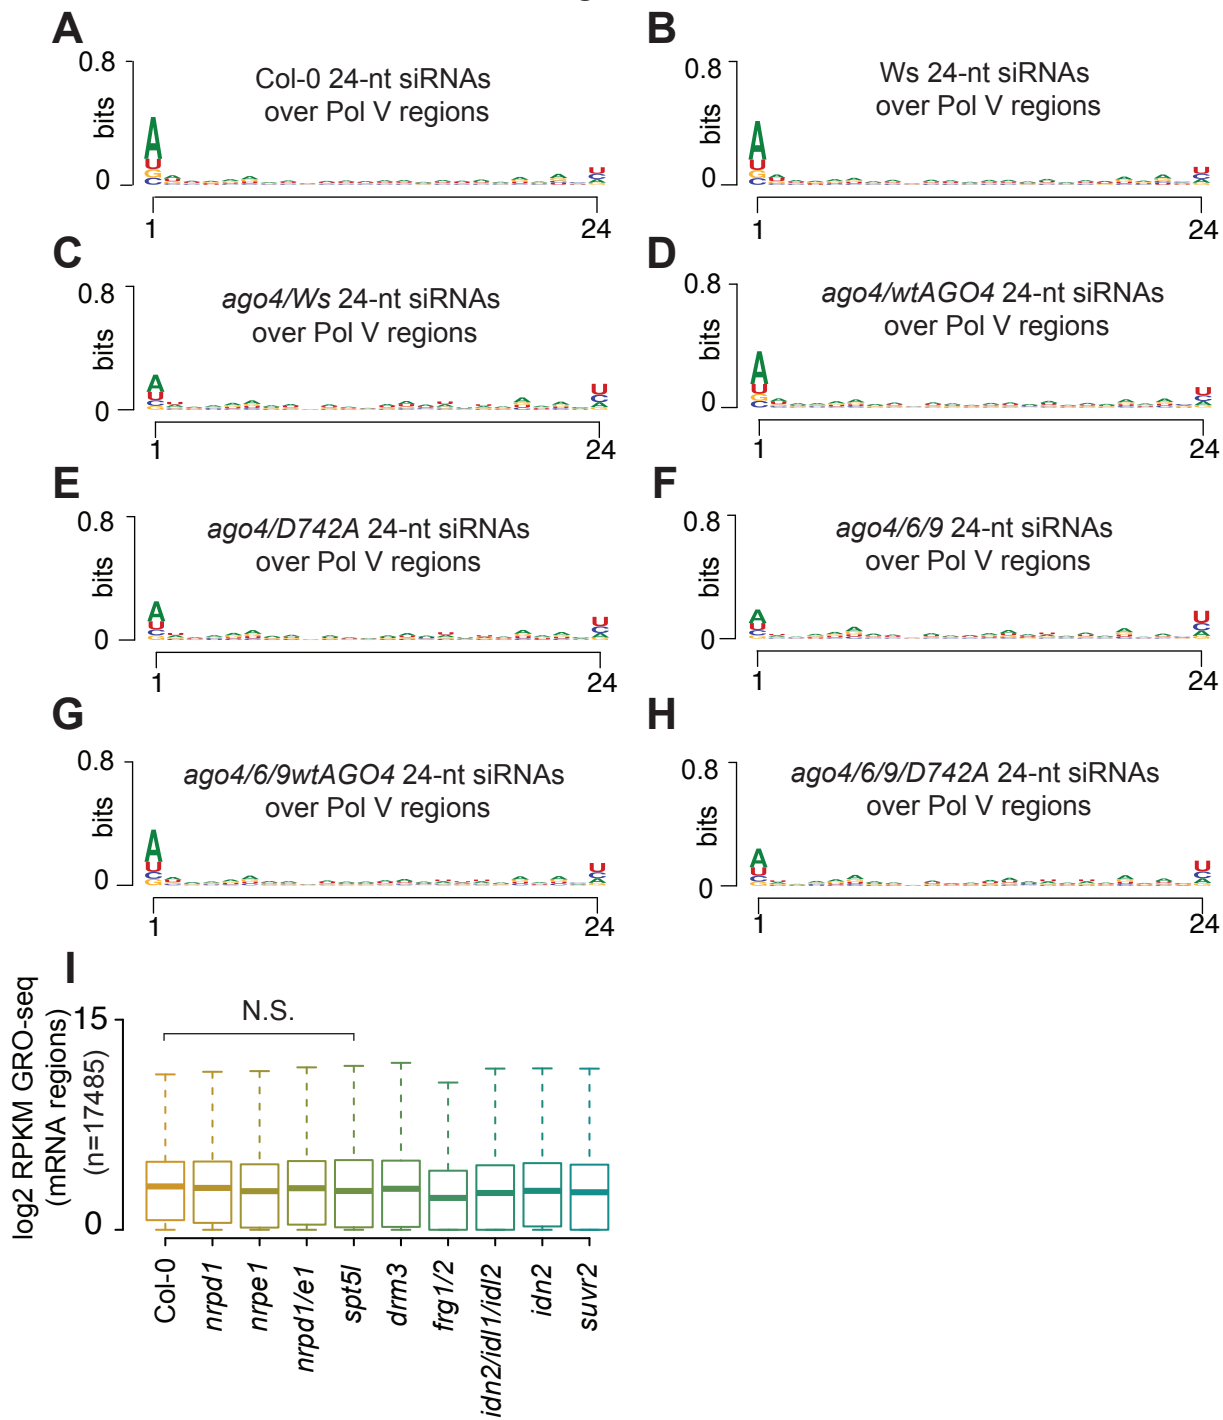 A
0.8
bits
0
Col-0 24-nt siRNAs
over Pol V regions
A
U
G
C
U
C
A
1
24
B
0.8
bits
0
Ws 24-nt siRNAs
over Pol V regions
A
U
G
C
U
C
A
1
24
C
0.8
bits
0
ago4/Ws 24-nt siRNAs
over Pol V regions
A
U
C
G
U
C
A
1
24
D
0.8
bits
0
ago4/wtAGO4 24-nt siRNAs
over Pol V regions
A
U
G
C
U
C
A
1
24
E
0.8
bits
0
ago4/D742A 24-nt siRNAs
over Pol V regions
A
U
C
G
U
C
A
1
24
F
0.8
bits
0
ago4/6/9 24-nt siRNAs
over Pol V regions
A
U
C
G
U
C
A
1
24
G
0.8
bits
0
ago4/6/9wtAGO4 24-nt siRNAs
over Pol V regions
A
U
C
G
U
C
A
1
24
H
0.8
bits
0
ago4/6/9/D742A 24-nt siRNAs
over Pol V regions
A
U
C
G
U
C
A
1
24
I
log2 RPKM GRO-seq
(mRNA regions)
(n=17485)
15
0
N.S.
Col-0
nrpd1
nrpe1
nrpd1/e1
spt5l
drm3
frg1/2
idn2/idl1/idl2
idn2
suvr2